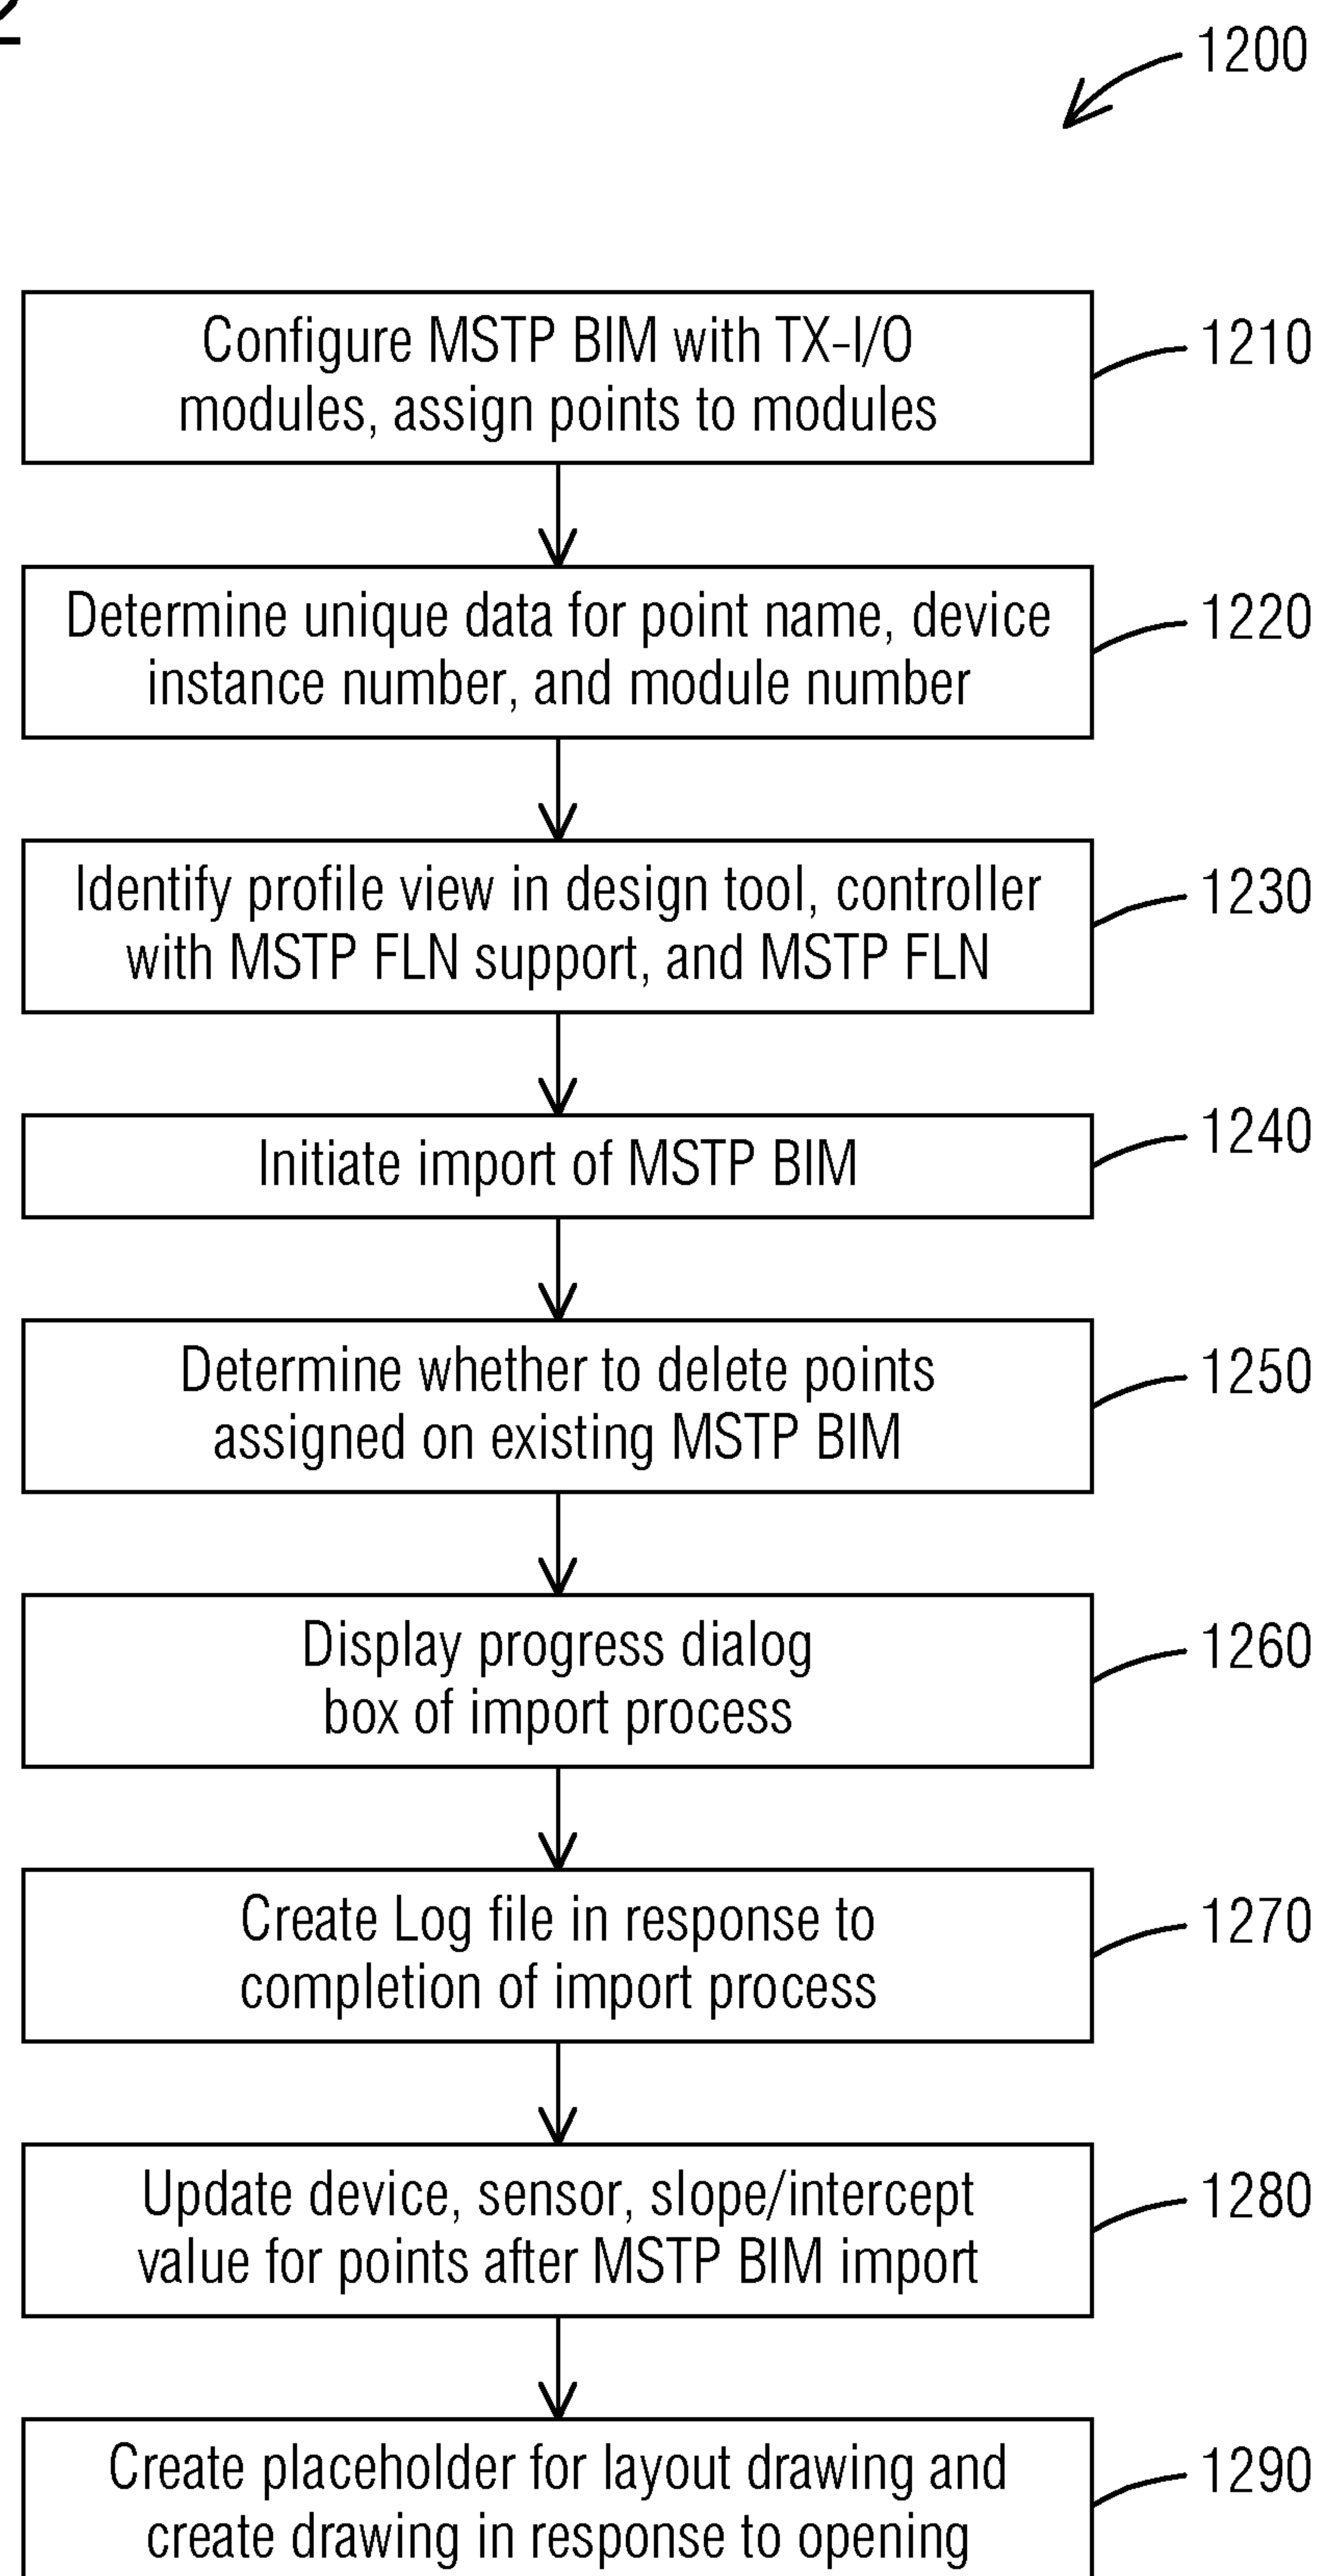 2
1200
Configure MSTP BIM with TX-I/O
modules, assign points to modules
1210
Determine unique data for point name, device
instance number, and module number
1220
Identify profile view in design tool, controller
with MSTP FLN support, and MSTP FLN
1230
Initiate import of MSTP BIM
1240
Determine whether to delete points
assigned on existing MSTP BIM
1250
Display progress dialog
box of import process
1260
Create Log file in response to
completion of import process
1270
Update device, sensor, slope/intercept
value for points after MSTP BIM import
1280
Create placeholder for layout drawing and
create drawing in response to opening
1290